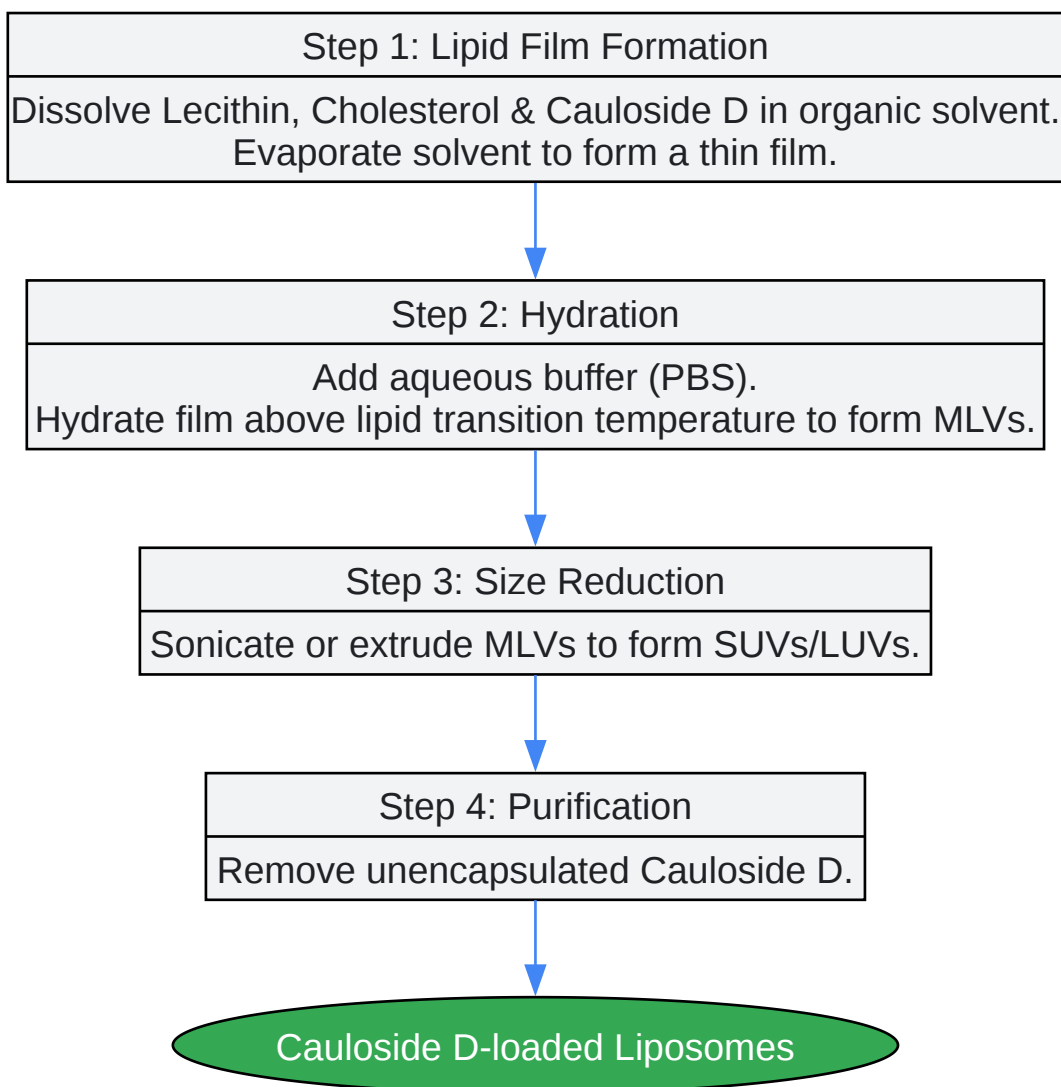 Step 1: Lipid Film Formation
Dissolve Lecithin, Cholesterol & Cauloside D in organic solvent.
Evaporate solvent to form a thin film.
Step 2: Hydration
Add aqueous buffer (PBS).
Hydrate film above lipid transition temperature to form MLVs.
Step 3: Size Reduction
Sonicate or extrude MLVs to form SUVs/LUVs.
Step 4: Purification
Remove unencapsulated Cauloside D.
Cauloside D-loaded Liposomes